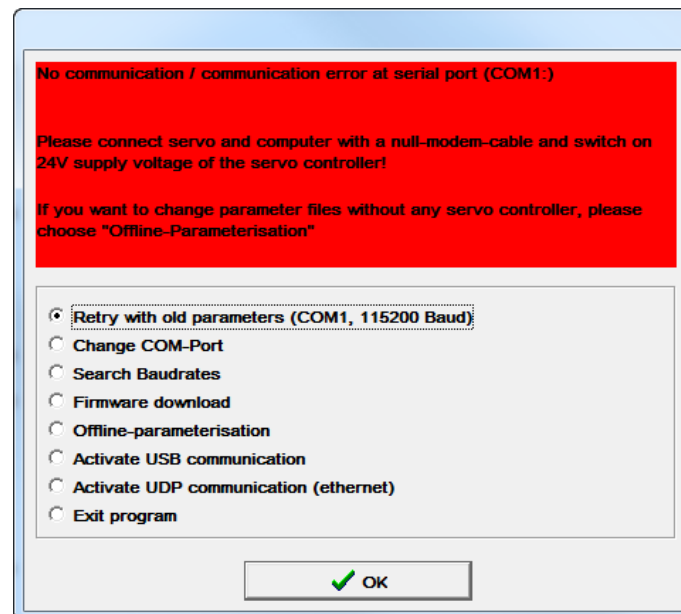 No communication / communication error at serial port (COM1:)
Please connect servo and computer with a null-modem-cable and switch on
24V supply voltage of the servo controller!
If you want to change parameter files without any servo controller, please
choose "Offline-Parameterisation"
Retry with old parameters (COM1, 115200 Baud)
Change COM-Port
Search Baudrates
Firmware download
Offline-parameterisation
Activate USB communication
Activate UDP communication (ethernet)
Exit program
OK